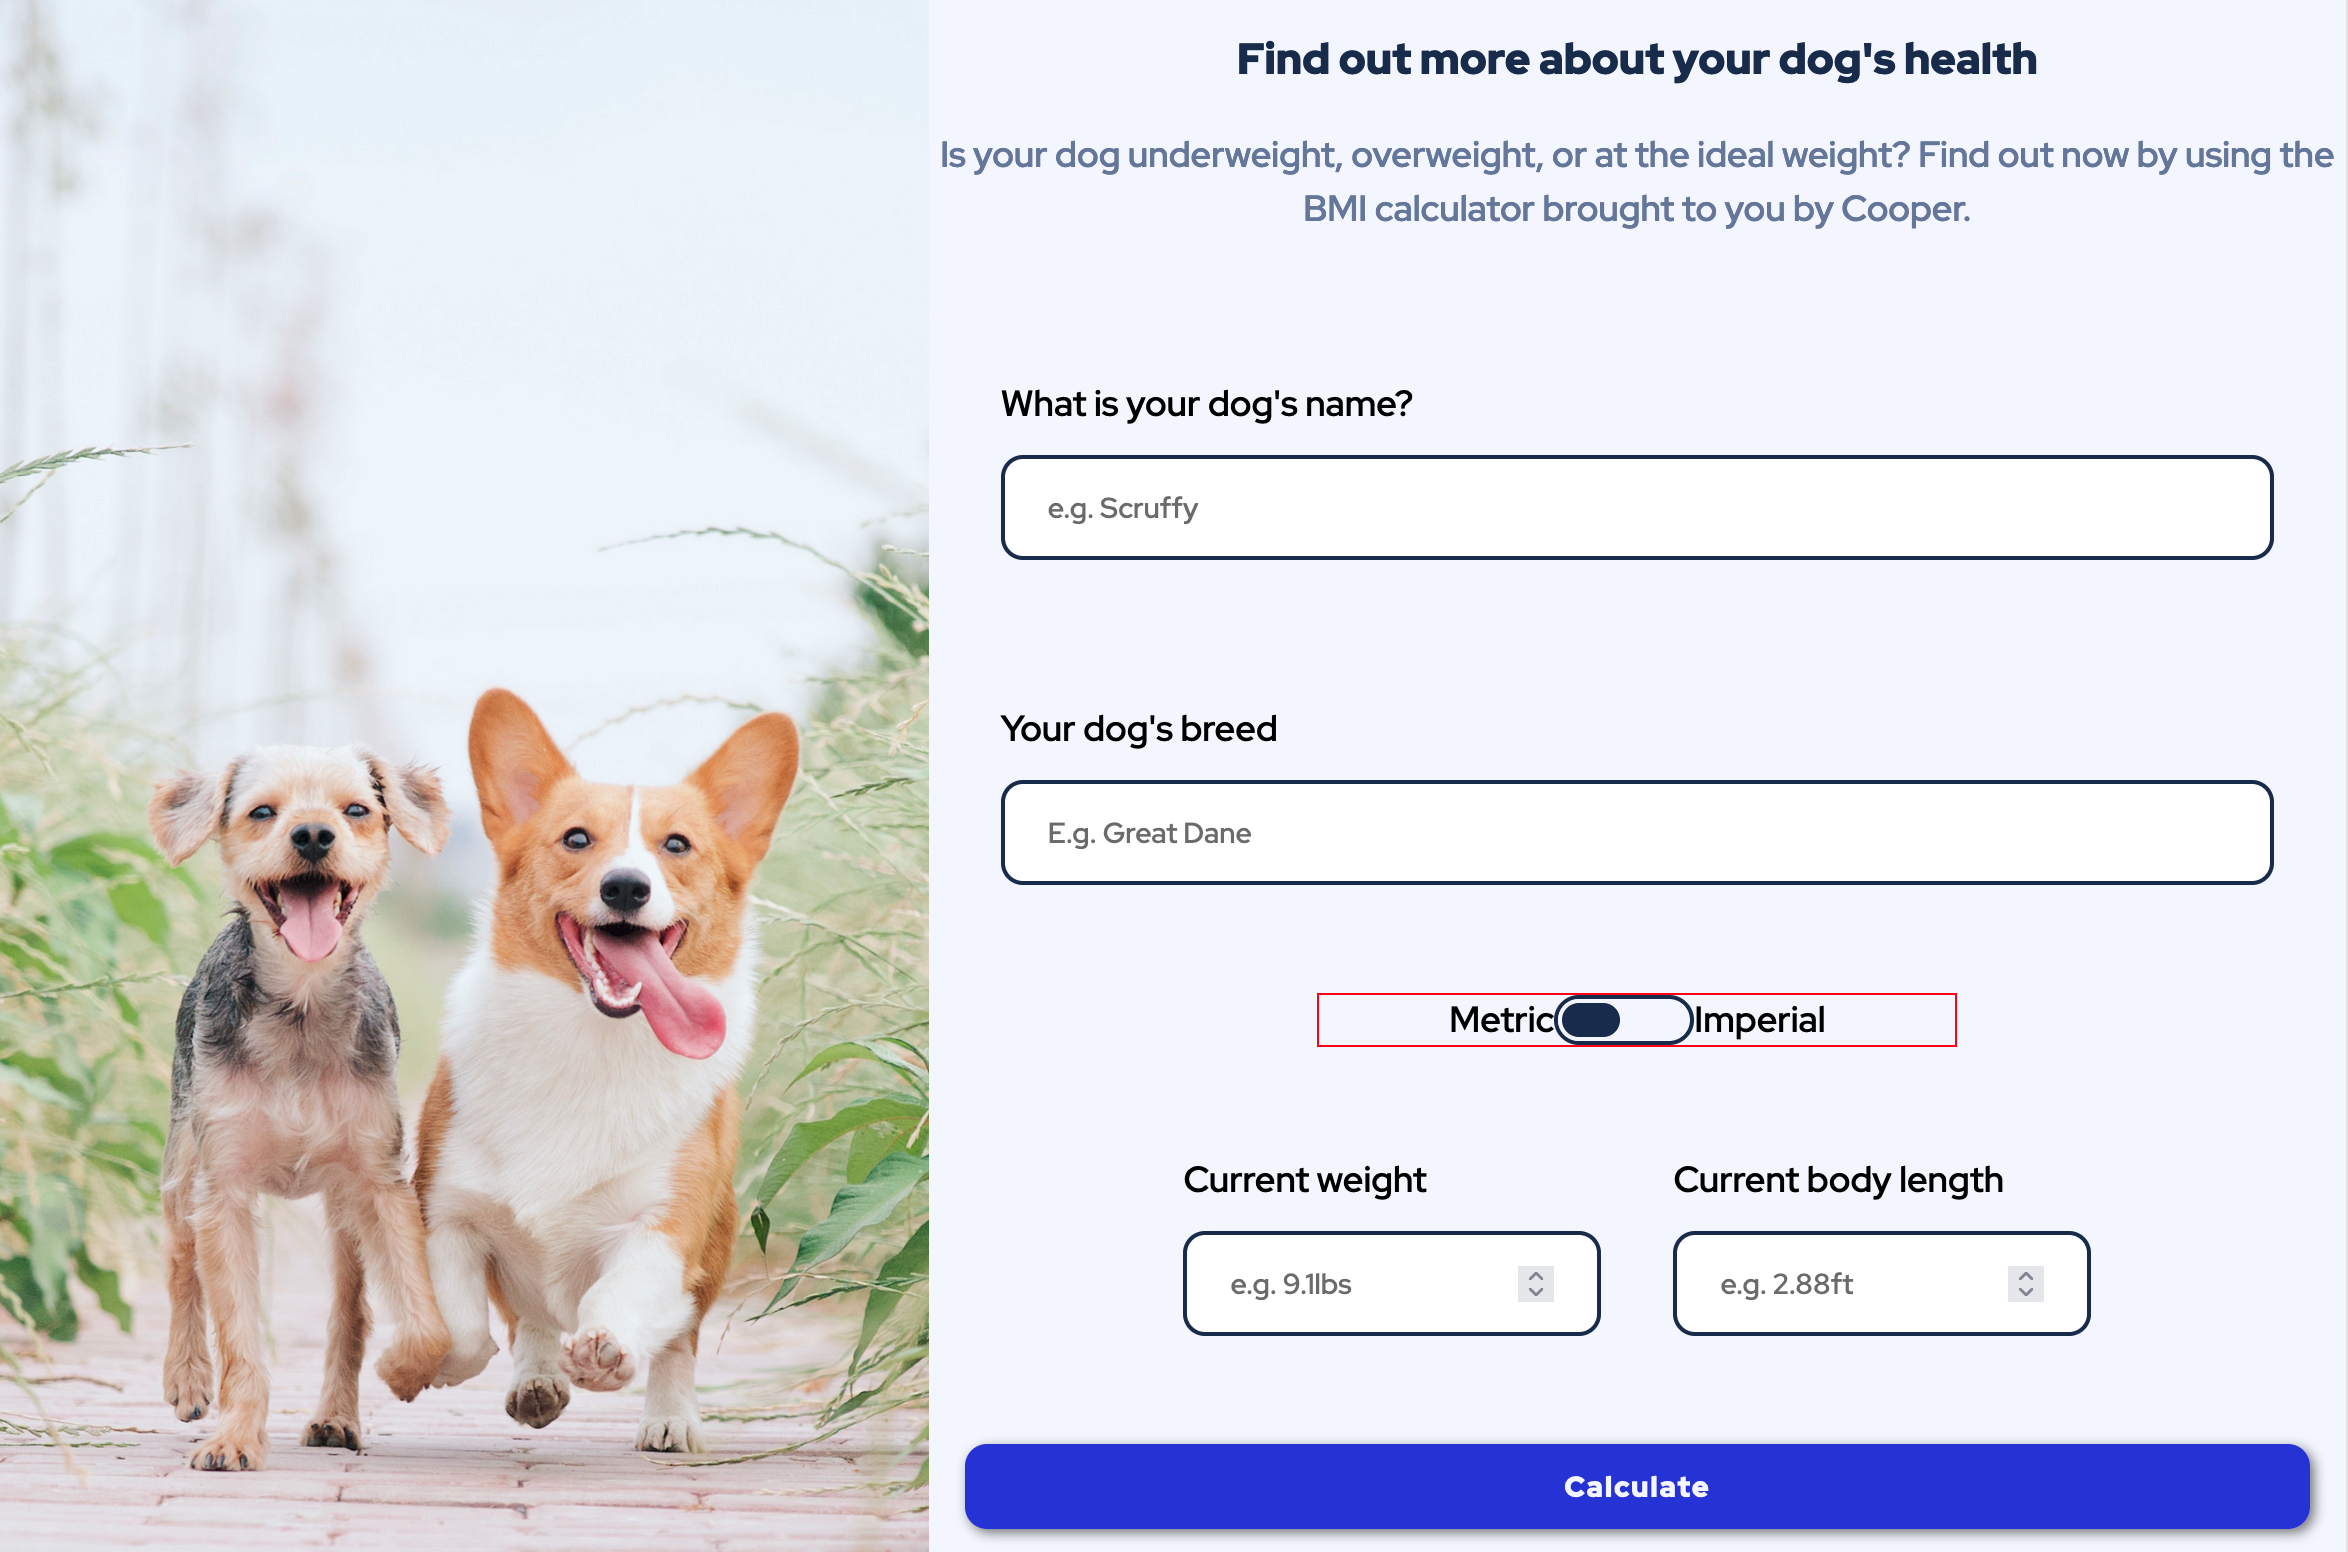 Find out more about your dog's health
Is your dog underweight, overweight, or at the ideal weight? Find out now by using the
BMI calculator brought to you by Cooper.
What is your dog's name?
e.g. Scruffy
Your dog's breed
E.g. Great Dane
Metric Imperial
Current weight Current body length
e.g. 9.1lbs e.g. 2.88ft
Calculate